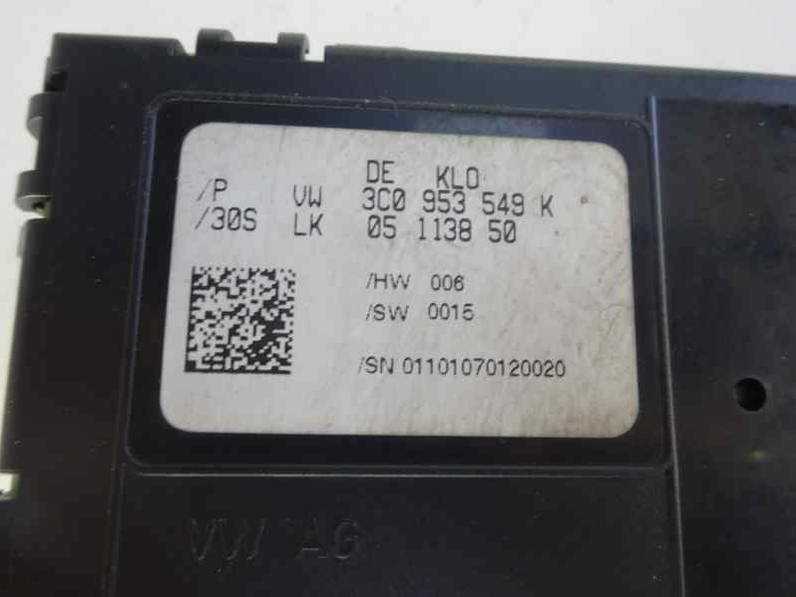 DE KLO
/P VW 3C0 953 549 K
/30S LK 05 1138 50
/HW 006
/SW 0015
/SN 01101070120020
VW AG